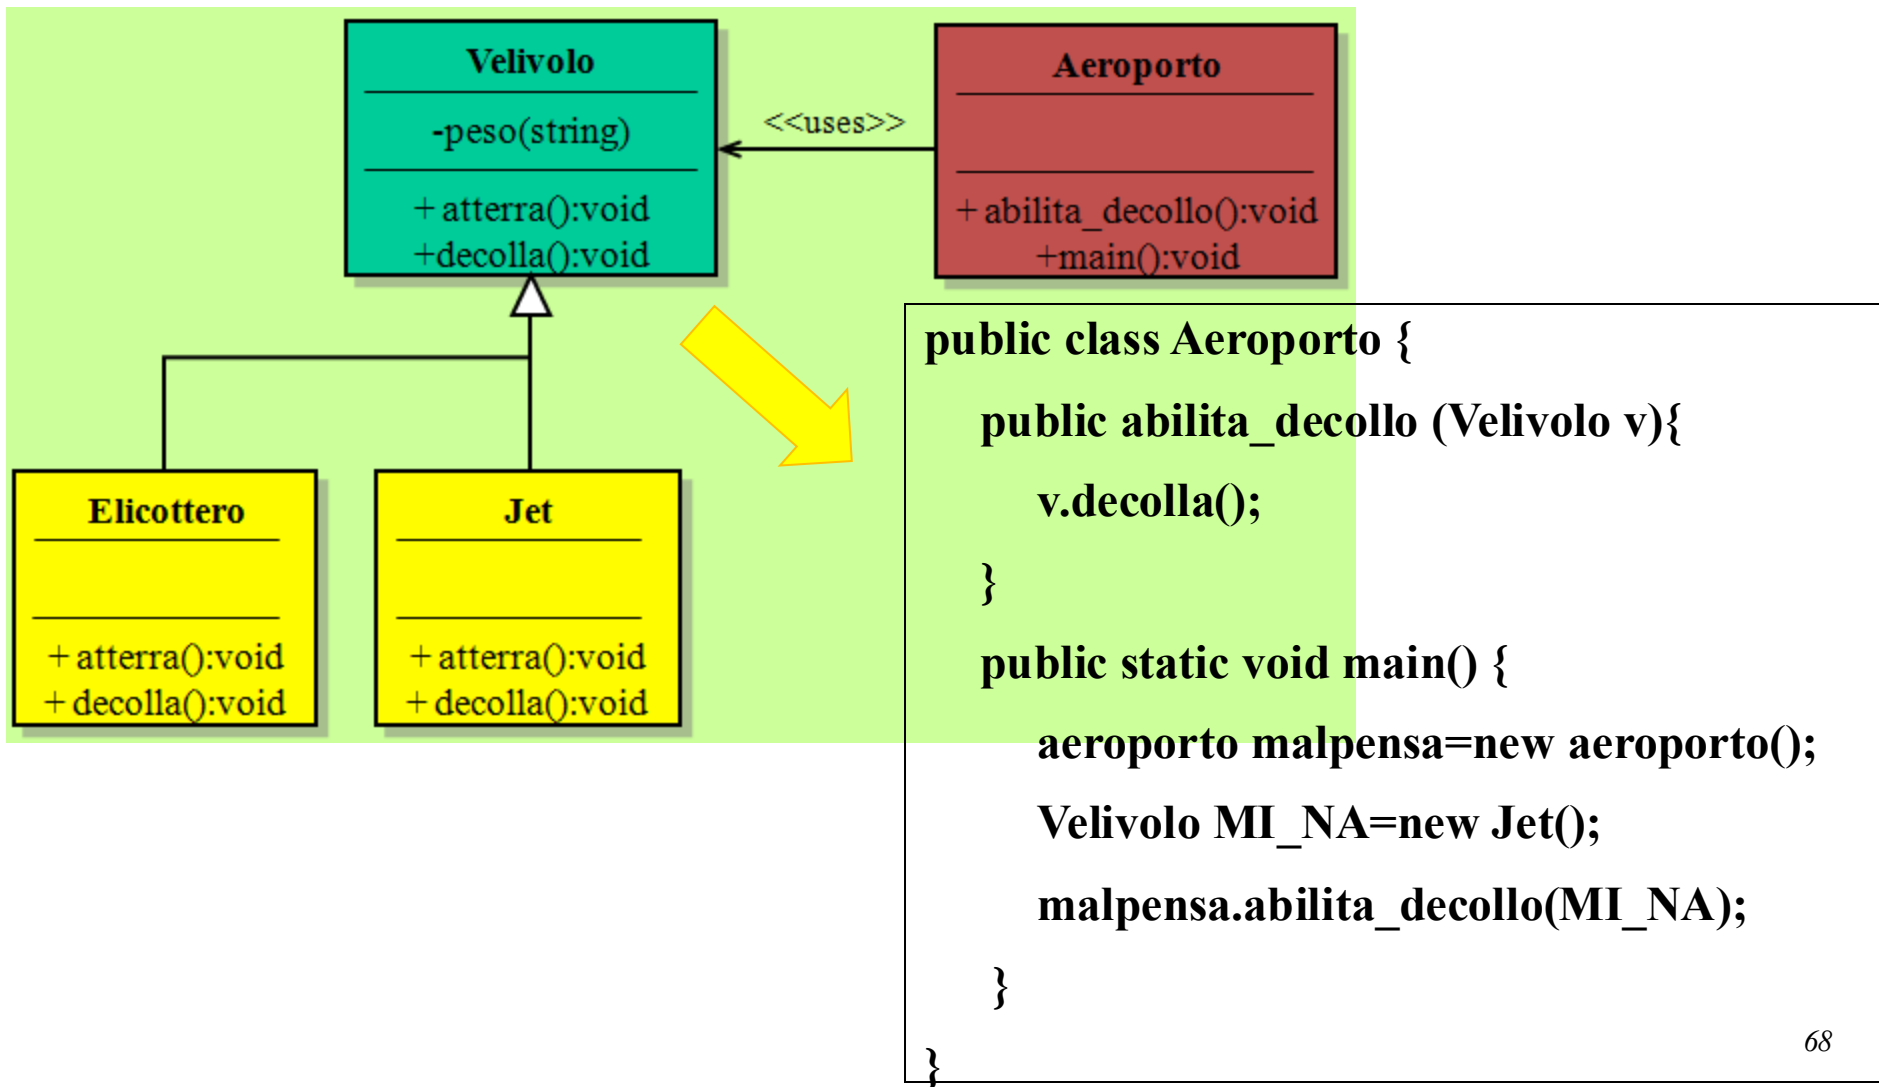 Velivolo
-peso(string)
+ atterra():void
+decolla():void
<<uses>>
Aeroporto
+ abilita_decollo():void
+main():void
Elicottero
+ atterra():void
+ decolla():void
Jet
+ atterra():void
+ decolla():void
public class Aeroporto {
public abilita_decollo (Velivolo v){
v.decolla();
}
public static void main() {
aeroporto malpensa=new aeroporto();
Velivolo MI_NA=new Jet();
malpensa.abilita_decollo(MI_NA);
}
}
68